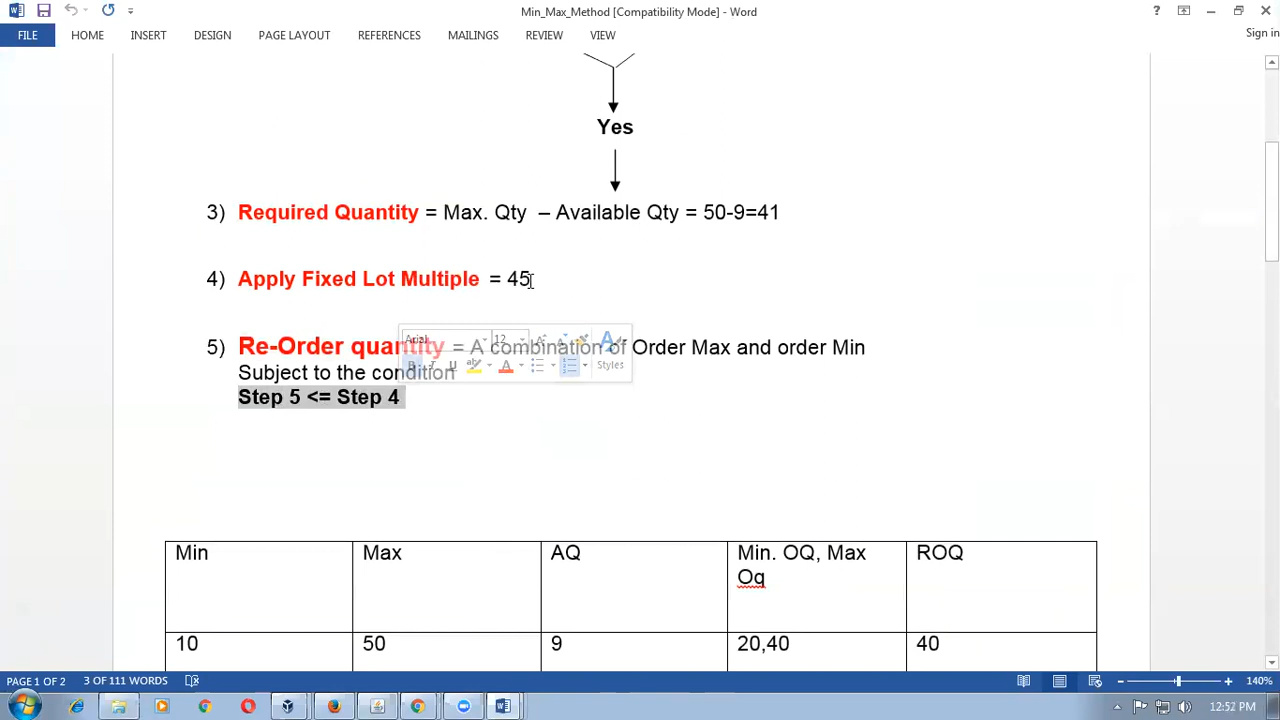 Min_Max_Method [Compatibility Mode] - Word
?
Sign in
FILE HOME INSERT DESIGN PAGE LAYOUT REFERENCES MAILINGS REVIEW VIEW
Yes
3) Required Quantity = Max. Qty – Available Qty = 50-9=41
4) Apply Fixed Lot Multiple = 45
Arial 12
5) Re-Order quantity = A combination of Order Max and order Min
Styles
Subject to the condition
Step 5 <= Step 4
Min Max AQ Min. OQ, Max ROQ
Oq
10 50 9 20,40 40
PAGE 1 OF 2 3 OF 111 WORDS 140%
12:52 PM